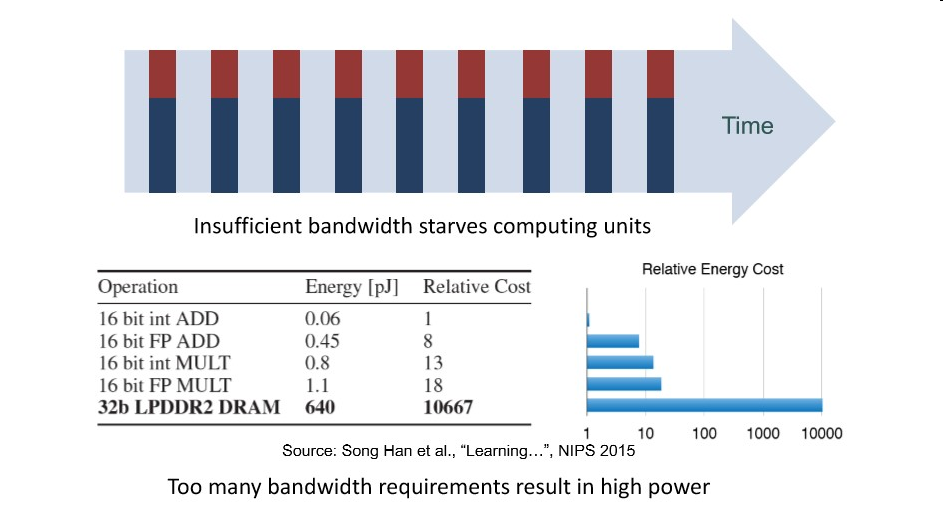 Time
Insufficient bandwidth starves computing units
Relative Energy Cost
Operation Energy [pJ] Relative Cost
16 bit int ADD 0.06 1
16 bit FP ADD 0.45 8
16 bit int MULT 0.8 13
16 bit FP MULT 1.1 18
32b LPDDR2 DRAM 640 10667
1 10 100 1000 10000
Source: Song Han et al., “Learning…”, NIPS 2015
Too many bandwidth requirements result in high power